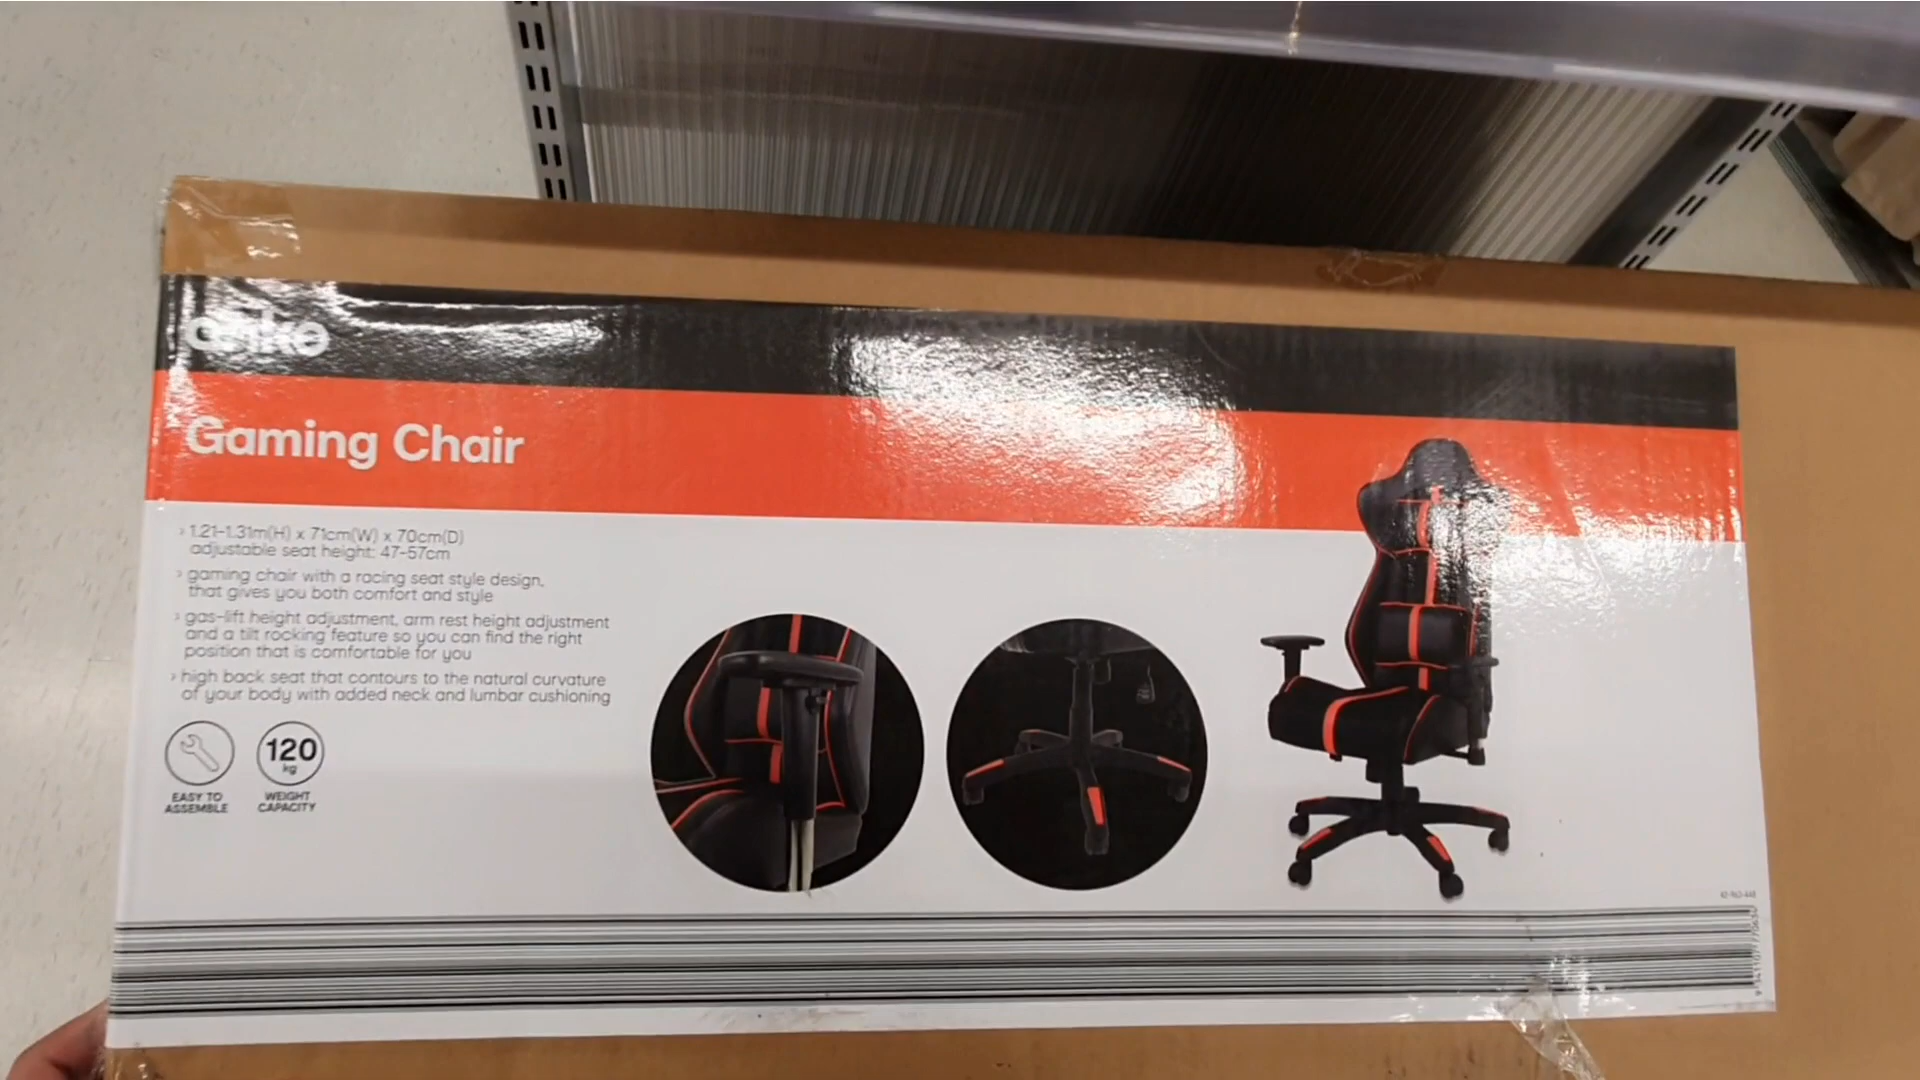 anko
Gaming Chair
› 1.21-1.31m(H) x 71cm(W) x 70cm(D)
adjustable seat height: 47-57cm
› gaming chair with a racing seat style design,
that gives you both comfort and style
› gas-lift height adjustment, arm rest height adjustment
and a tilt rocking feature so you can find the right
position that is comfortable for you
› high back seat that contours to the natural curvature
of your body with added neck and lumbar cushioning
120
kg
EASY TO
ASSEMBLE
WEIGHT
CAPACITY